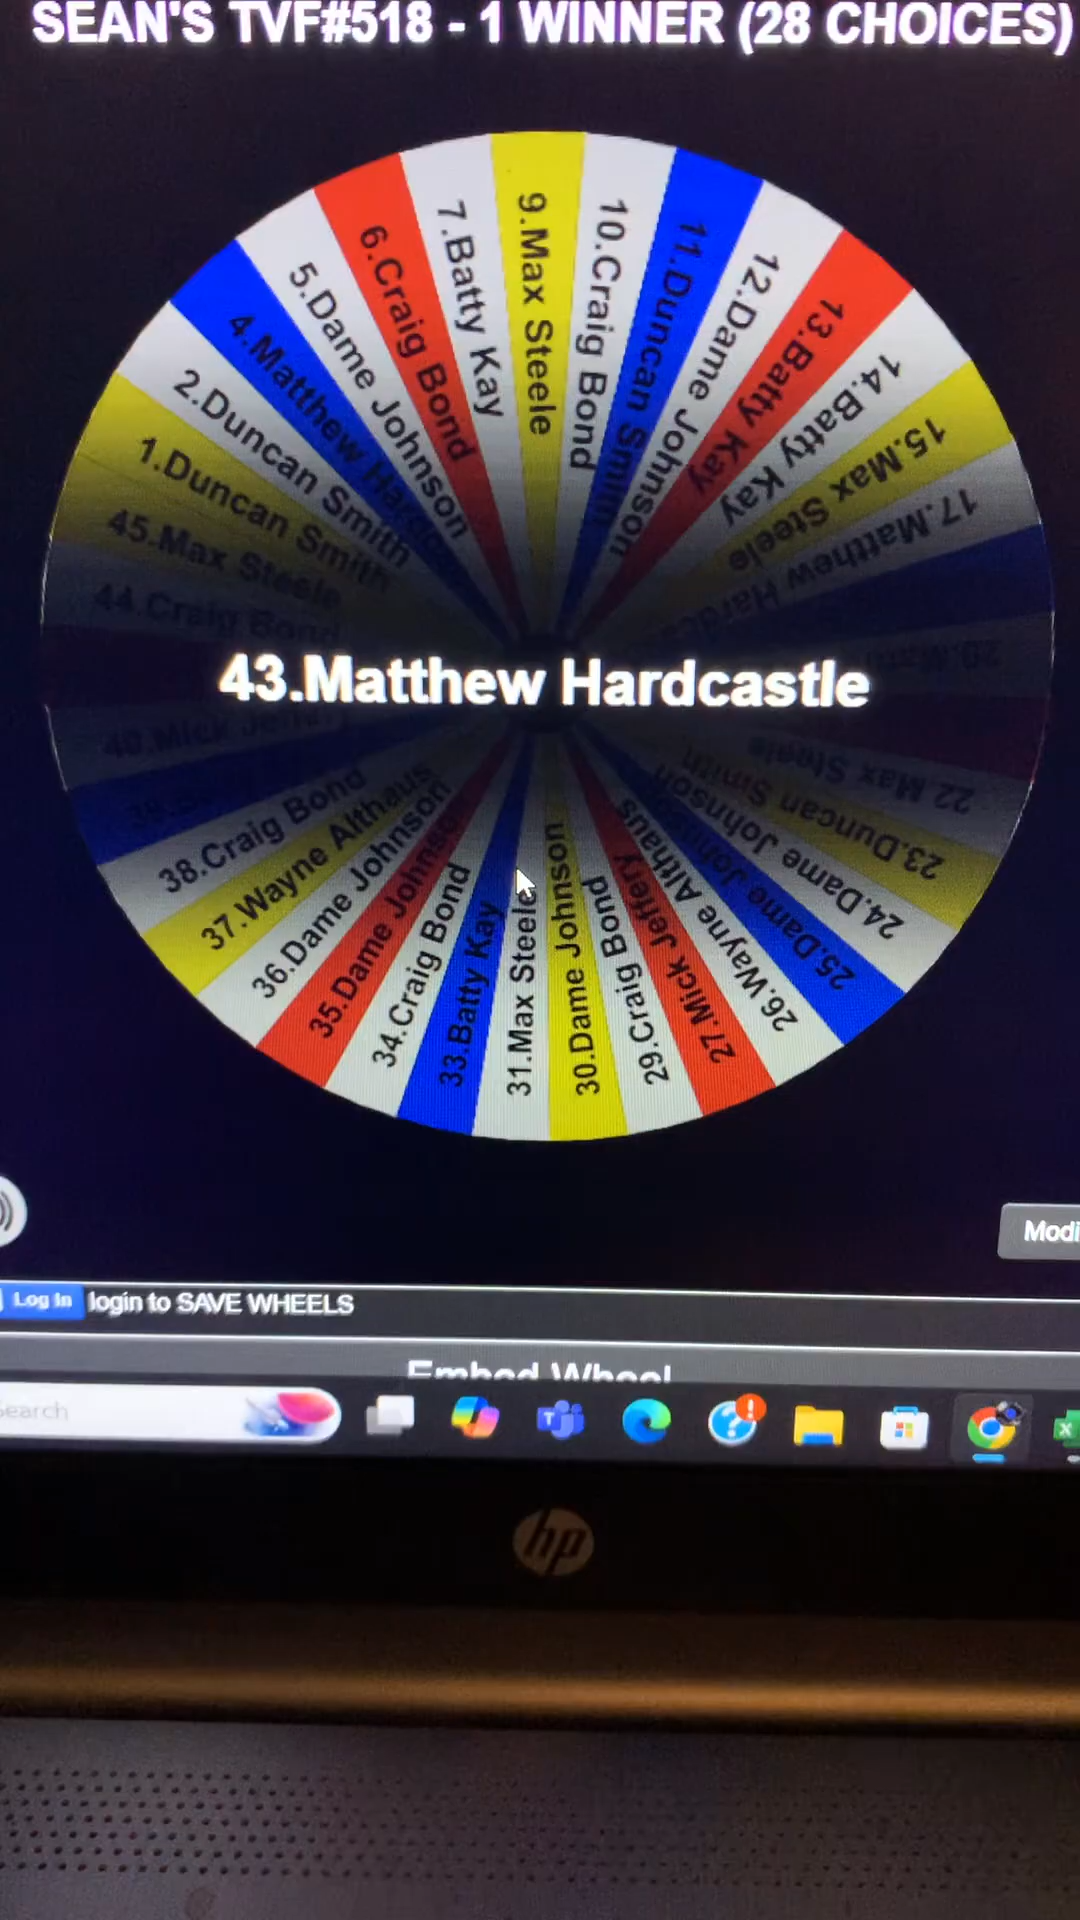 SEAN'S TVF#518 - 1 WINNER (28 CHOICES)
1.Duncan Smith
2.Duncan Smith
4.Matthew
5.Dame Johnson
6.Craig Bond
7.Batty Kay
9.Max Steele
10.Craig Bond
11.Duncan Smith
12.Dame Johnson
13.Batty Kay
14.Batty Kay
15.Max Steele
17.Matthew
22 Max Steele
23.Duncan Smith
24.Dame Johnson
25.Dame Johnson
26.Wayne Althaus
27.Mick Jeffery
29.Craig Bond
30.Dame Johnson
31.Max Steele
33.Batty Kay
34.Craig Bond
35.Dame Johnson
36.Dame Johnson
37.Wayne Althaus
38.Craig Bond
40.Mick
43.Matthew Hardcastle
44.Craig Bond
45.Max Steele
Log In login to SAVE WHEELS
Embed Wheel
hp